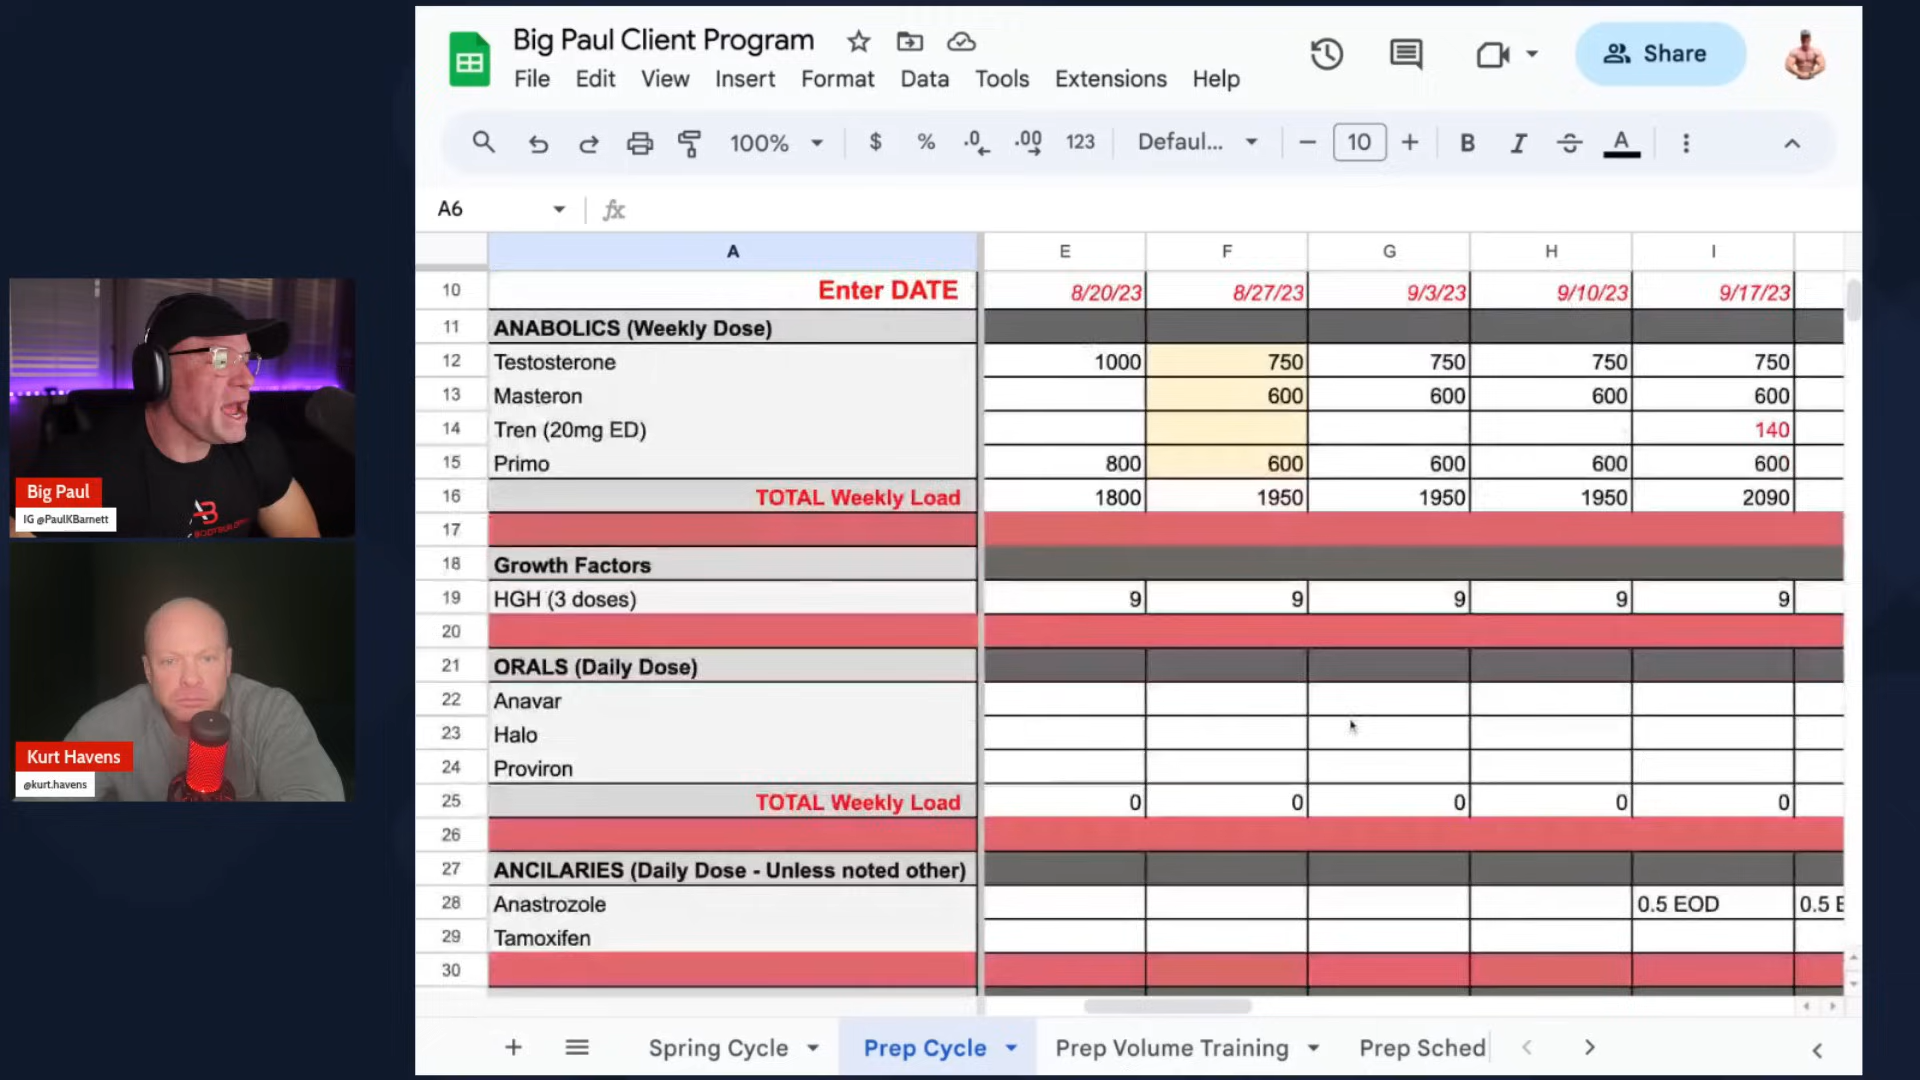 Big Paul Client Program
Share
File Edit View Insert Format Data Tools Extensions Help
100% $ % .0 .00 123 Defaul... 10 B I A
A6 fx
A E F G H I
10 Enter DATE 8/20/23 8/27/23 9/3/23 9/10/23 9/17/23
11 ANABOLICS (Weekly Dose)
12 Testosterone 1000 750 750 750 750
13 Masteron 600 600 600 600
14 Tren (20mg ED) 140
15 Primo 800 600 600 600 600
16 TOTAL Weekly Load 1800 1950 1950 1950 2090
17
18 Growth Factors
19 HGH (3 doses) 9 9 9 9 9
20
21 ORALS (Daily Dose)
22 Anavar
23 Halo
24 Proviron
25 TOTAL Weekly Load 0 0 0 0 0
26
27 ANCILARIES (Daily Dose - Unless noted other)
28 Anastrozole 0.5 EOD 0.5 E
29 Tamoxifen
30
Spring Cycle Prep Cycle Prep Volume Training Prep Sched
Big Paul
IG @PaulKBarnett
Kurt Havens
@kurt.havens